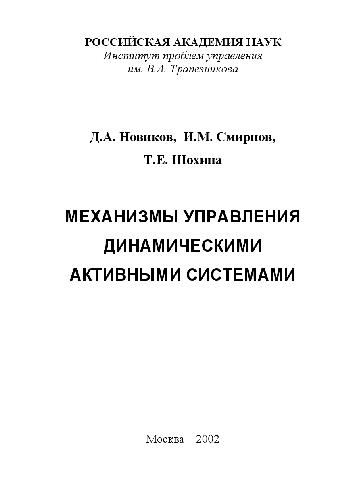 РОССИЙСКАЯ АКАДЕМИЯ НАУК
Институт проблем управления
им. В.А. Трапезникова
Д.А. Новиков, И.М. Смирнов,
Т.Е. Шохина
МЕХАНИЗМЫ УПРАВЛЕНИЯ
ДИНАМИЧЕСКИМИ
АКТИВНЫМИ СИСТЕМАМИ
Москва – 2002